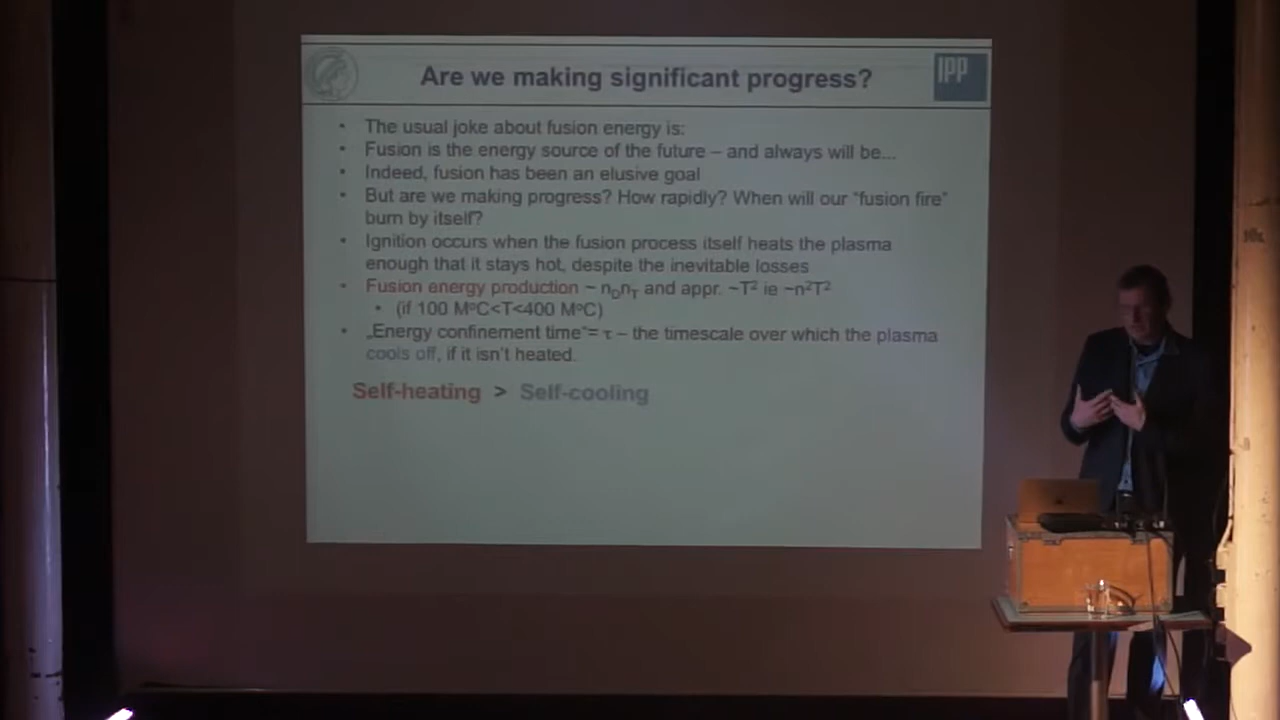 Are we making significant progress?
IPP
• The usual joke about fusion energy is:
• Fusion is the energy source of the future – and always will be...
• Indeed, fusion has been an elusive goal
• But are we making progress? How rapidly? When will our "fusion fire"
burn by itself?
• Ignition occurs when the fusion process itself heats the plasma
enough that it stays hot, despite the inevitable losses
• Fusion energy production ~ nDnT and appr. ~T² ie ~n²T²
• (if 100 MºC<T<400 MºC)
• „Energy confinement time"= τ – the timescale over which the plasma
cools off, if it isn't heated.
Self-heating > Self-cooling